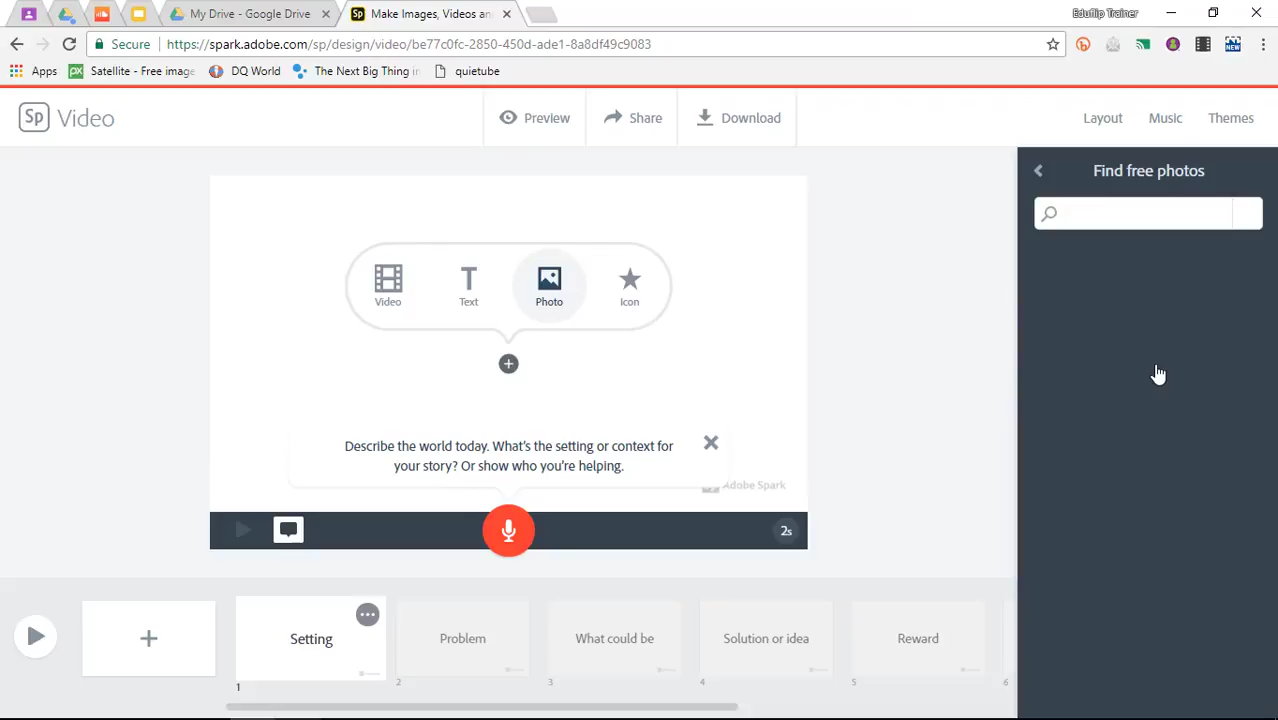 My Drive - Google Drive
Sp Make Images, Videos an
Eduflip Trainer
Secure
https://spark.adobe.com/sp/design/video/be77c0fc-2850-450d-ade1-8a8df49c9083
NEW
Apps
px Satellite - Free image
DQ World
The Next Big Thing in
quietube
Sp Video
Preview
Share
Download
Layout
Music
Themes
Find free photos
Video
T Text
Photo
Icon
Describe the world today. What's the setting or context for
your story? Or show who you're helping.
Adobe Spark
2s
Setting
Problem
What could be
Solution or idea
Reward
1
2
3
4
5
6